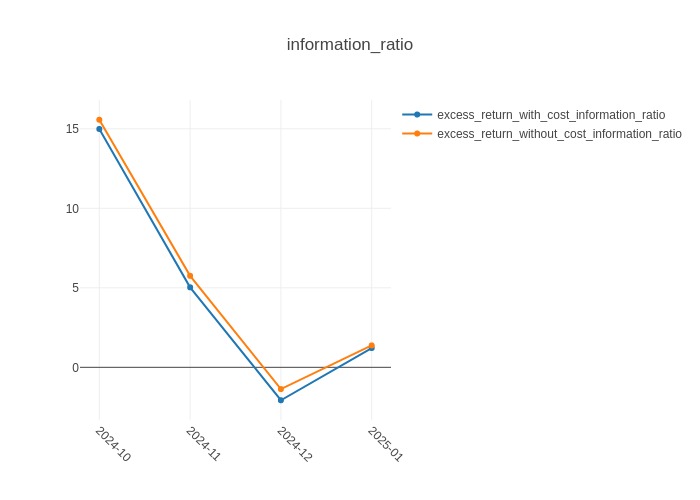 information_ratio
excess_return_with_cost_information_ratio
excess_return_without_cost_information_ratio
15
10
5
0
2024-10
2024-11
2024-12
2025-01